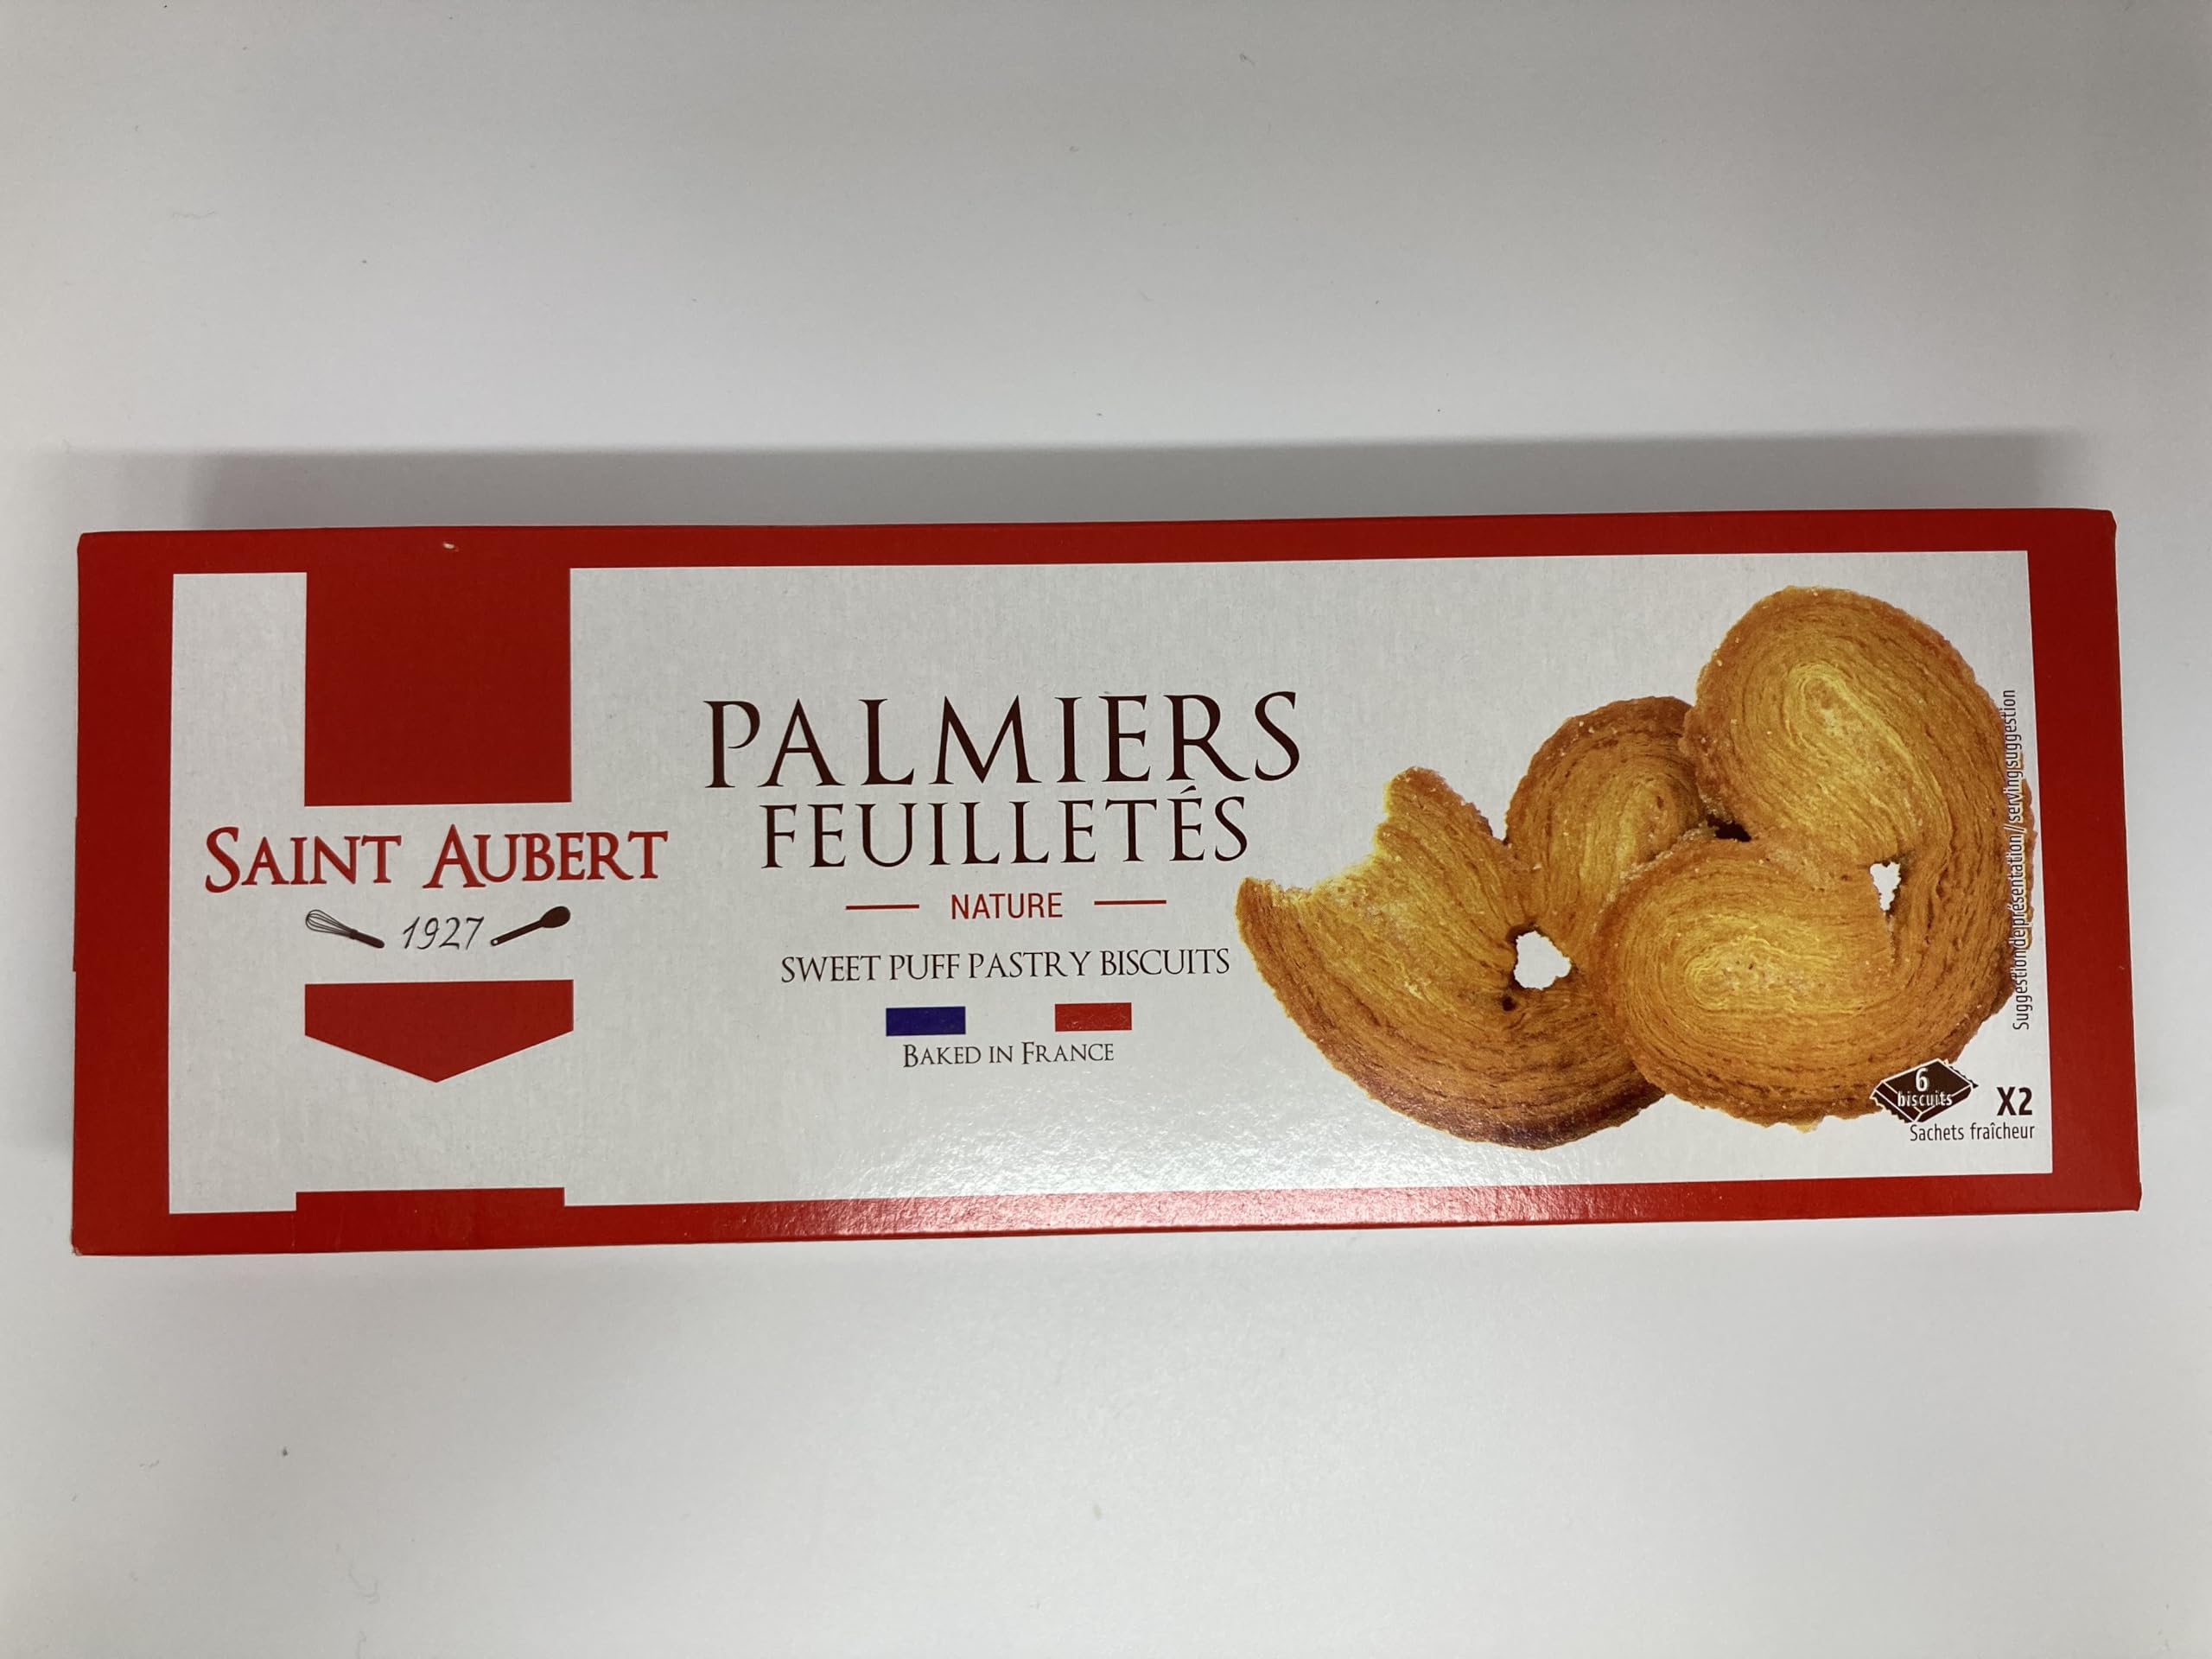 SAINT AUBERT
1927
PALMIERS
FEUILLETÉS
NATURE
SWEET PUFF PASTRY BISCUITS
BAKED IN FRANCE
Suggestion de présentation/serving suggestion
6
biscuits
X2
Sachets fraîcheur